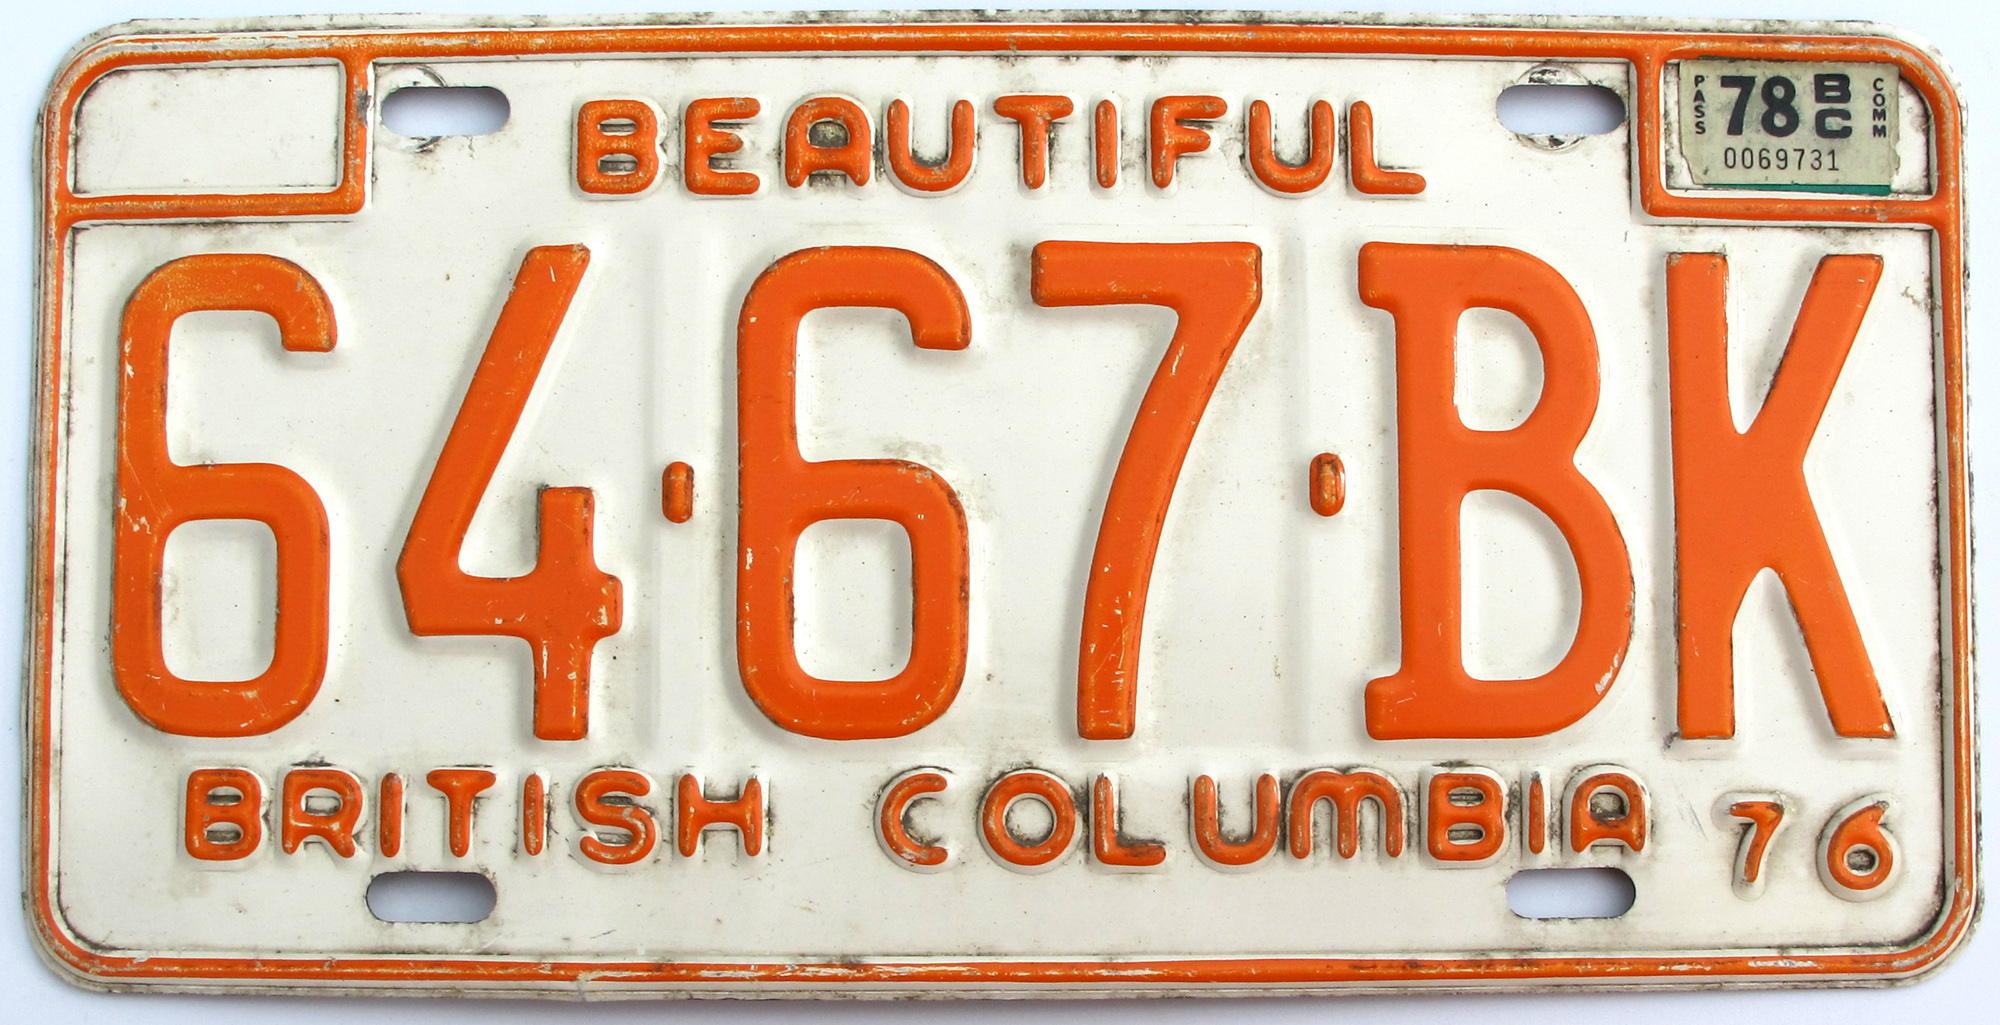 BEAUTIFUL
PASS 78 BC COMM
0069731
64·67·BK
BRITISH COLUMBIA 76